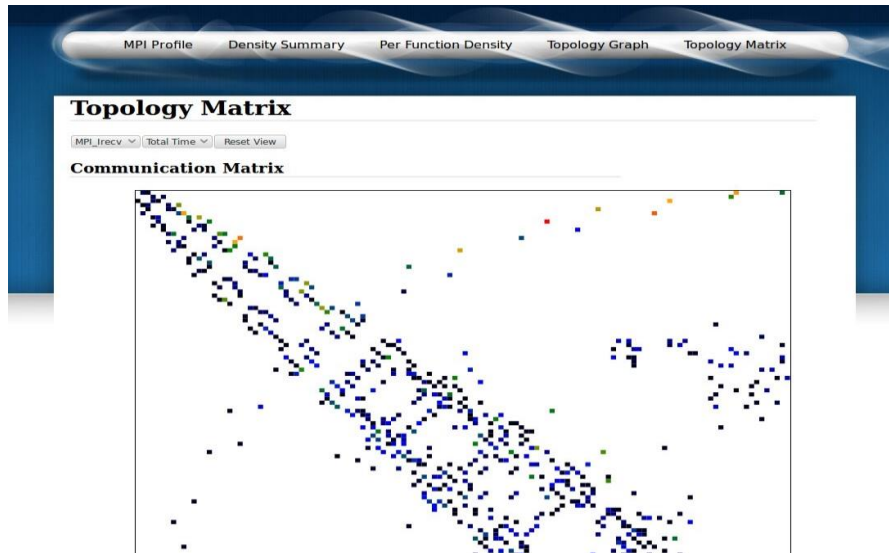 MPI Profile Density Summary Per Function Density Topology Graph Topology Matrix
Topology Matrix
MPI_Irecv Total Time Reset View
Communication Matrix